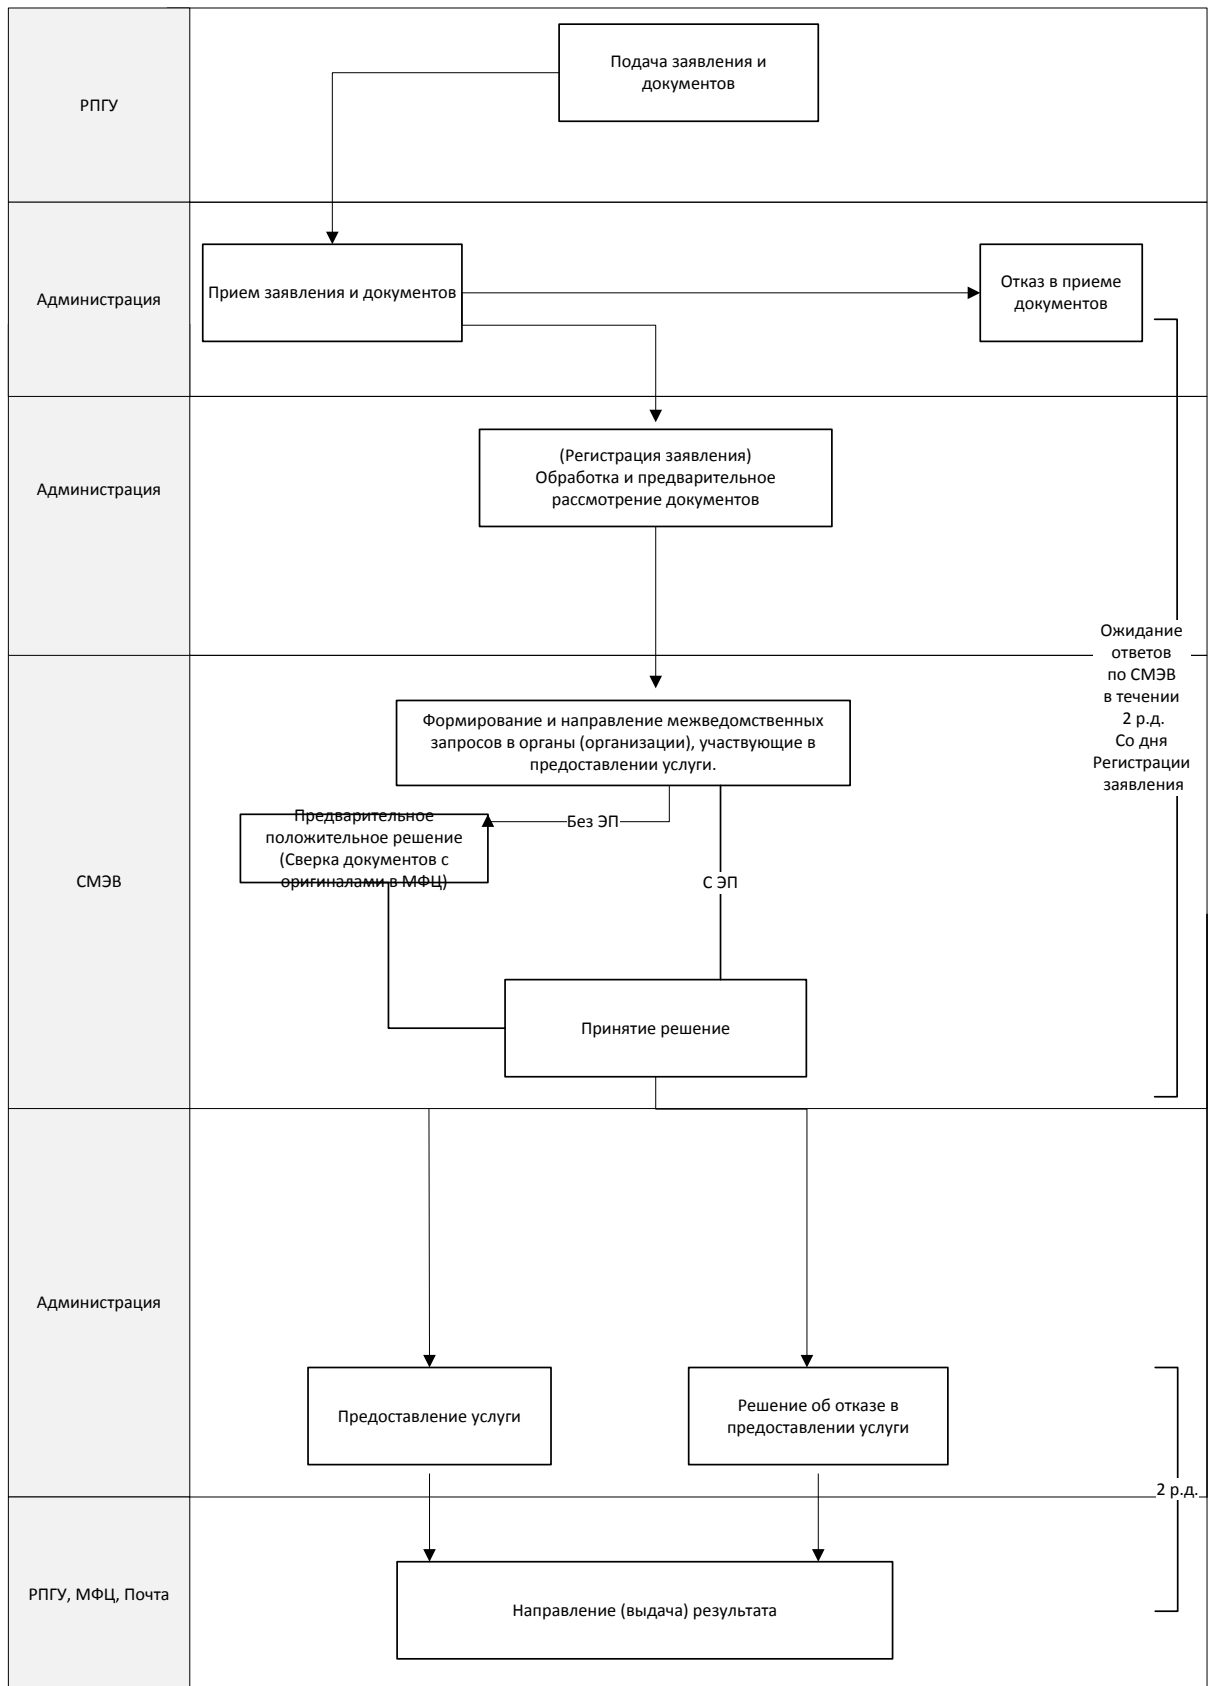 РПГУ
Подача заявления и
документов
Администрация
Прием заявления и документов
Отказ в приеме
документов
Администрация
(Регистрация заявления)
Обработка и предварительное
рассмотрение документов
Ожидание
ответов
по СМЭВ
в течении
2 р.д.
Со дня
Регистрации
заявления
СМЭВ
Формирование и направление межведомственных
запросов в органы (организации), участвующие в
предоставлении услуги.
Без ЭП
Предварительное
положительное решение
(Сверка документов с
оригиналами в МФЦ)
С ЭП
Принятие решение
Администрация
Предоставление услуги
Решение об отказе в
предоставлении услуги
2 р.д.
РПГУ, МФЦ, Почта
Направление (выдача) результата